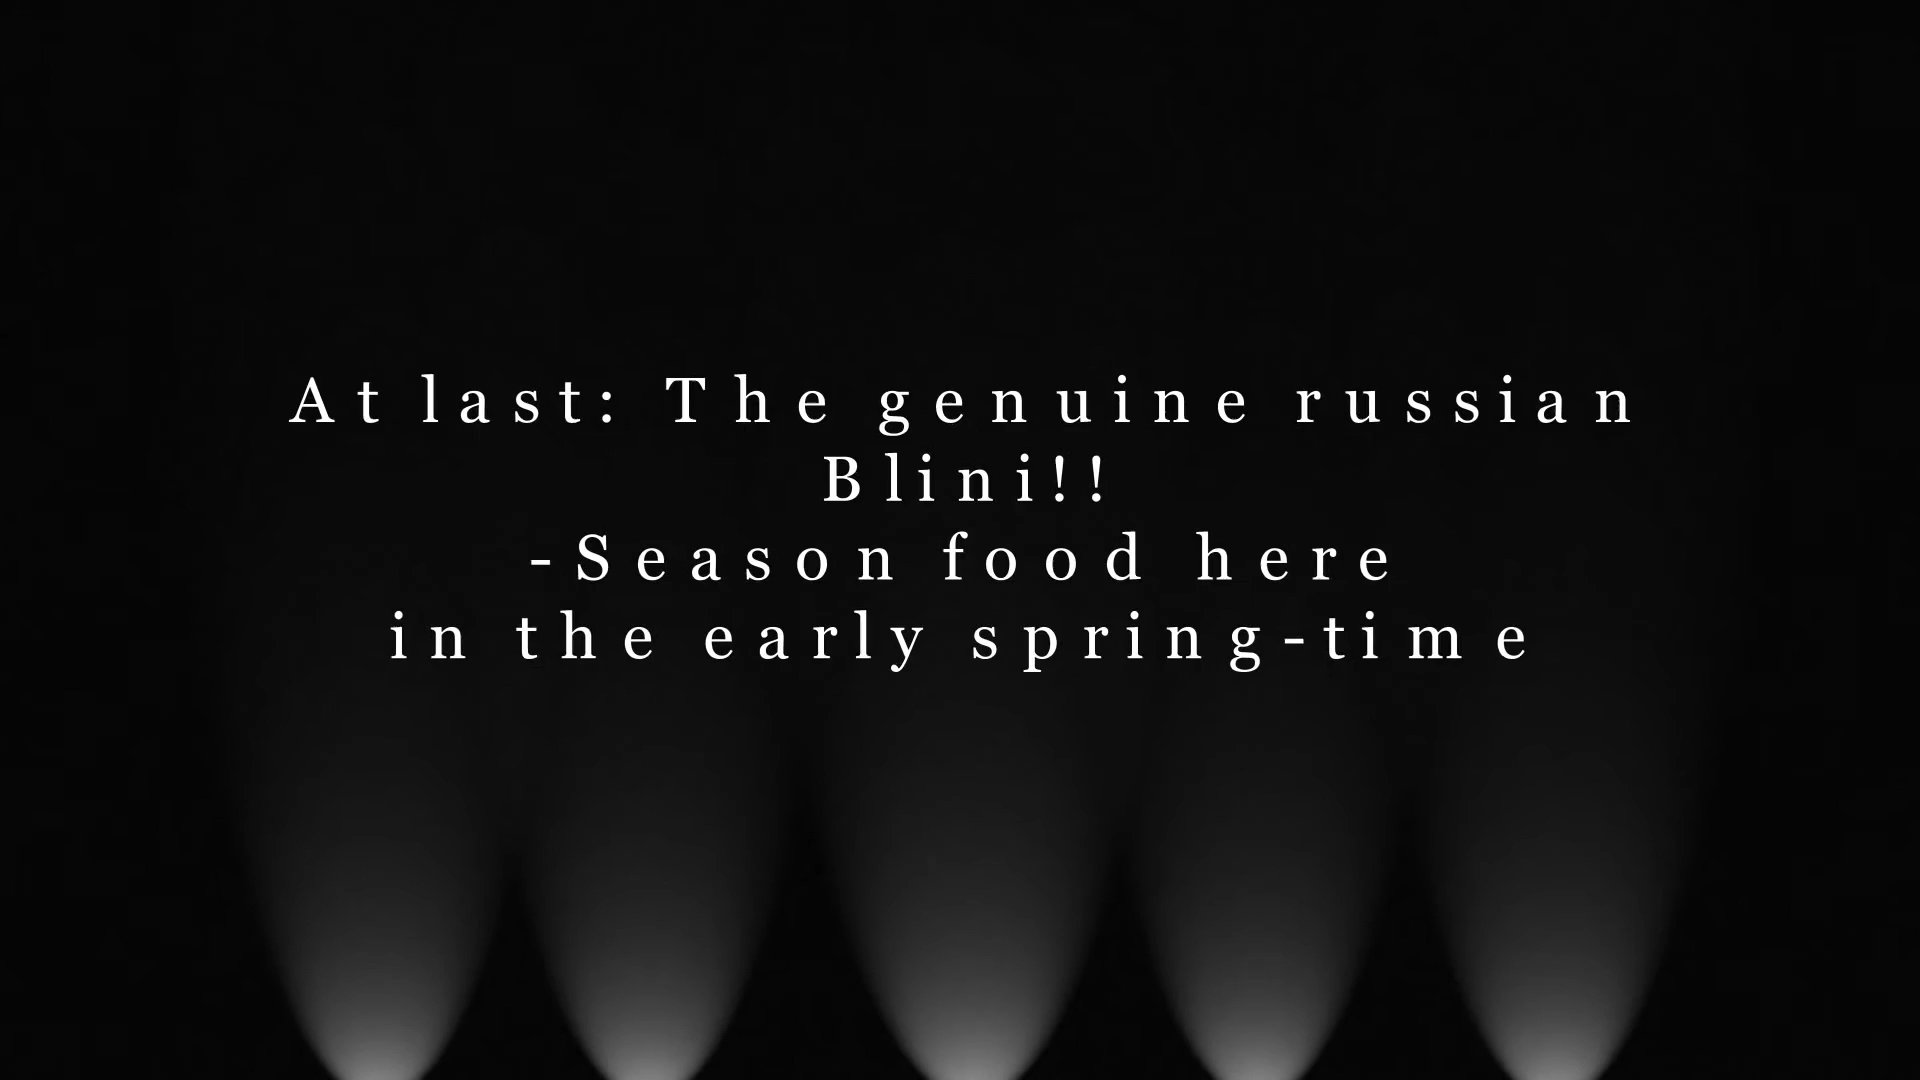 At last: The genuine russian
Blini!!
-Season food here
in the early spring-time